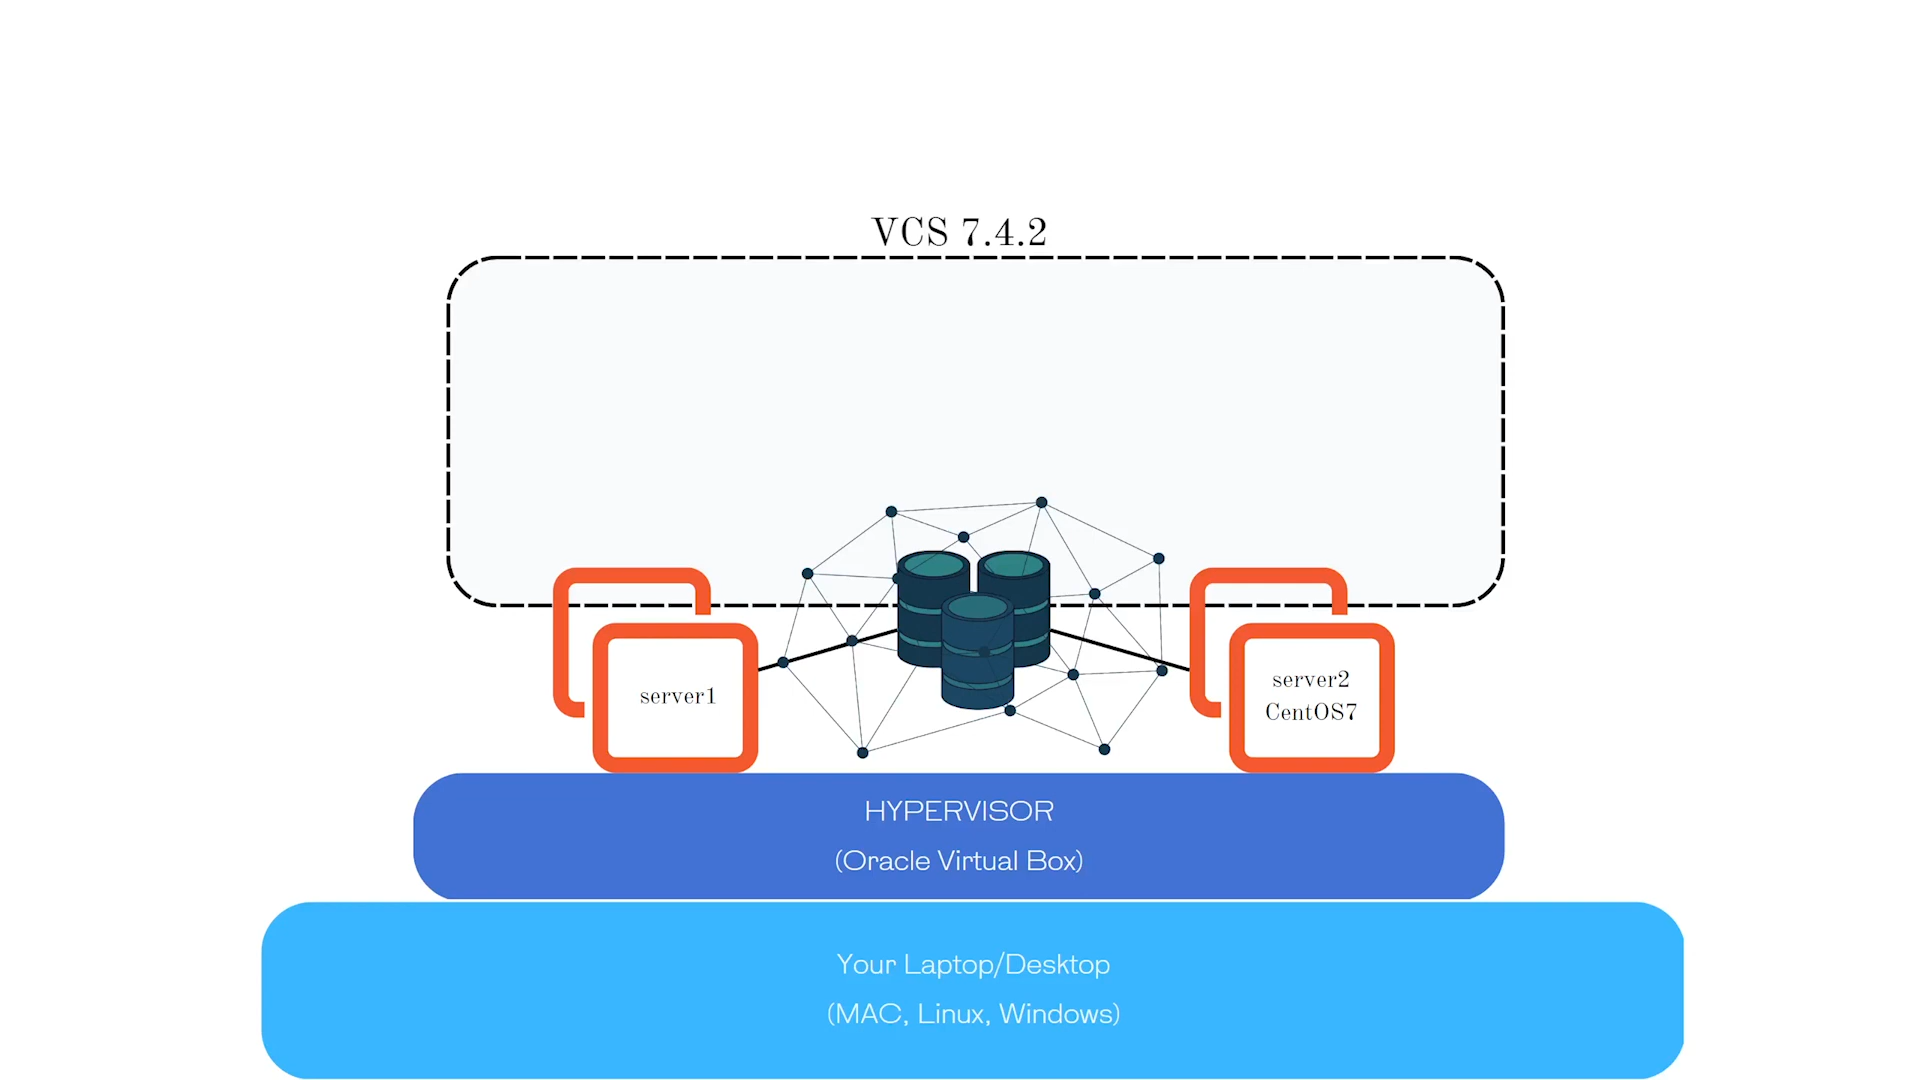 VCS 7.4.2
server1
server2
CentOS7
HYPERVISOR
(Oracle Virtual Box)
Your Laptop/Desktop
(MAC, Linux, Windows)